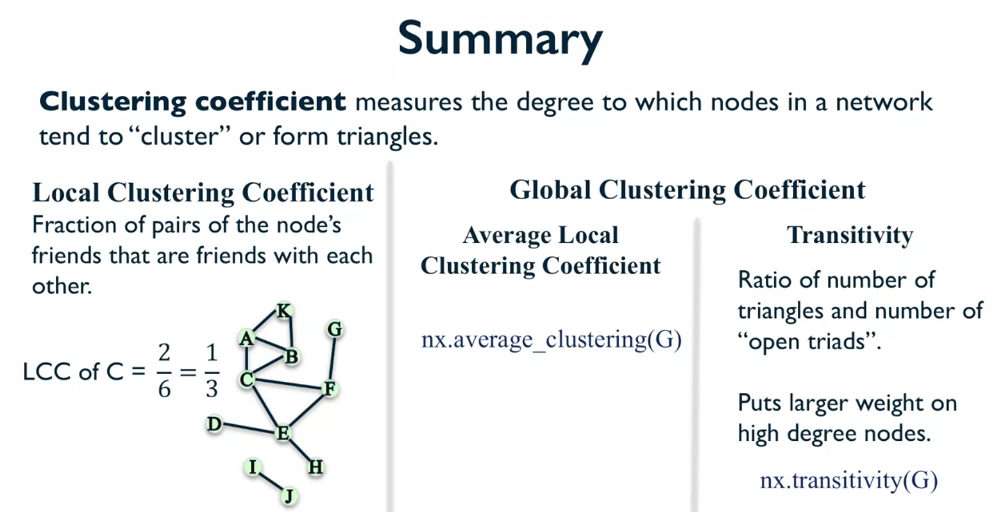 Summary
Clustering coefficient measures the degree to which nodes in a network
tend to “cluster” or form triangles.
Local Clustering Coefficient
Fraction of pairs of the node’s
friends that are friends with each
other.
LCC of C = 2/6 = 1/3
K
G
A
B
C
F
D
E
I
H
J
Global Clustering Coefficient
Average Local
Clustering Coefficient
nx.average_clustering(G)
Transitivity
Ratio of number of
triangles and number of
“open triads”.
Puts larger weight on
high degree nodes.
nx.transitivity(G)